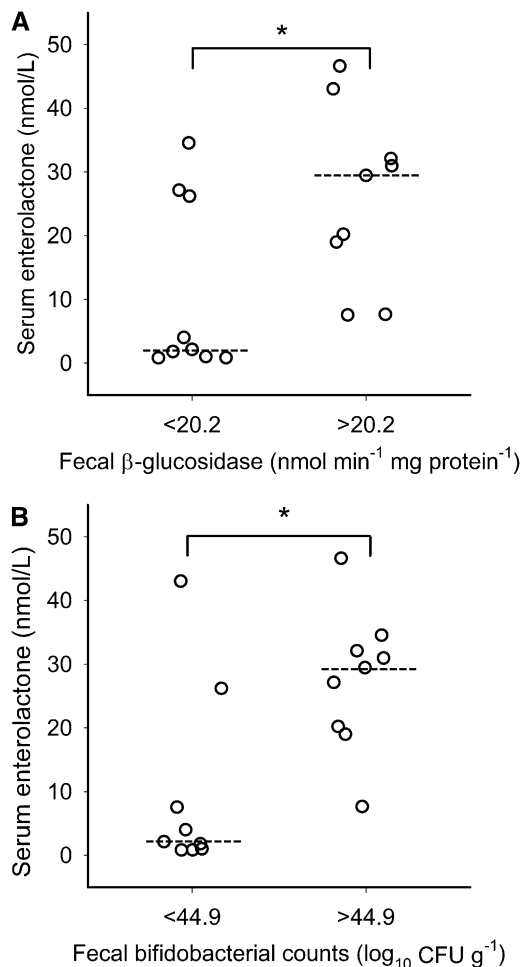 A
*
Serum enterolactone (nmol/L)
50
40
30
20
10
0
<20.2 >20.2
Fecal β-glucosidase (nmol min⁻¹ mg protein⁻¹)
B
*
Serum enterolactone (nmol/L)
50
40
30
20
10
0
<44.9 >44.9
Fecal bifidobacterial counts (log₁₀ CFU g⁻¹)